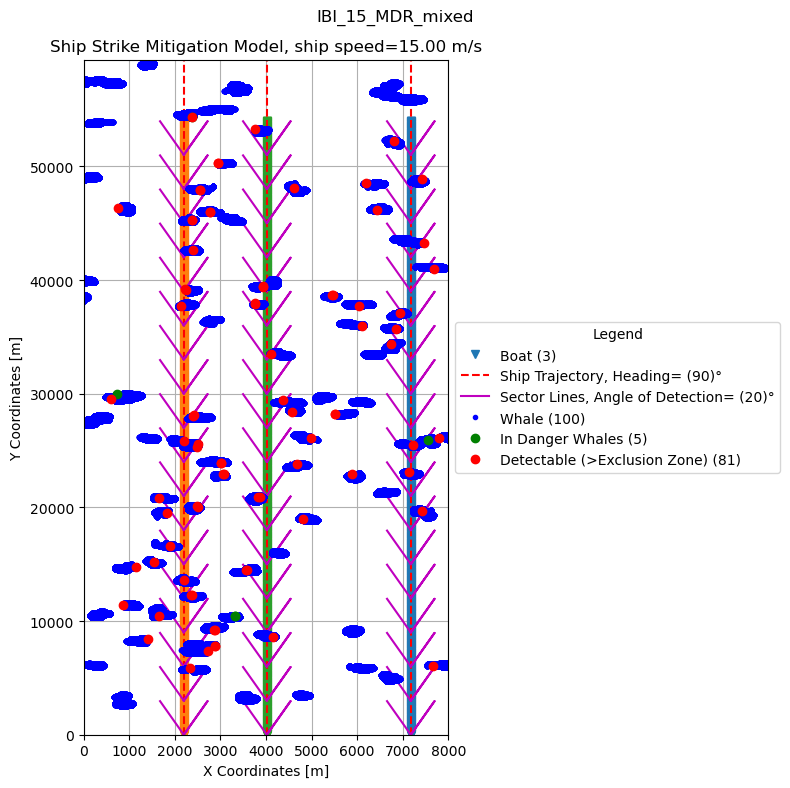 IBI_15_MDR_mixed
Ship Strike Mitigation Model, ship speed=15.00 m/s
Y Coordinates [m]
50000
40000
30000
20000
10000
0
0 1000 2000 3000 4000 5000 6000 7000 8000
X Coordinates [m]
Legend
Boat (3)
Ship Trajectory, Heading= (90)°
Sector Lines, Angle of Detection= (20)°
Whale (100)
In Danger Whales (5)
Detectable (>Exclusion Zone) (81)